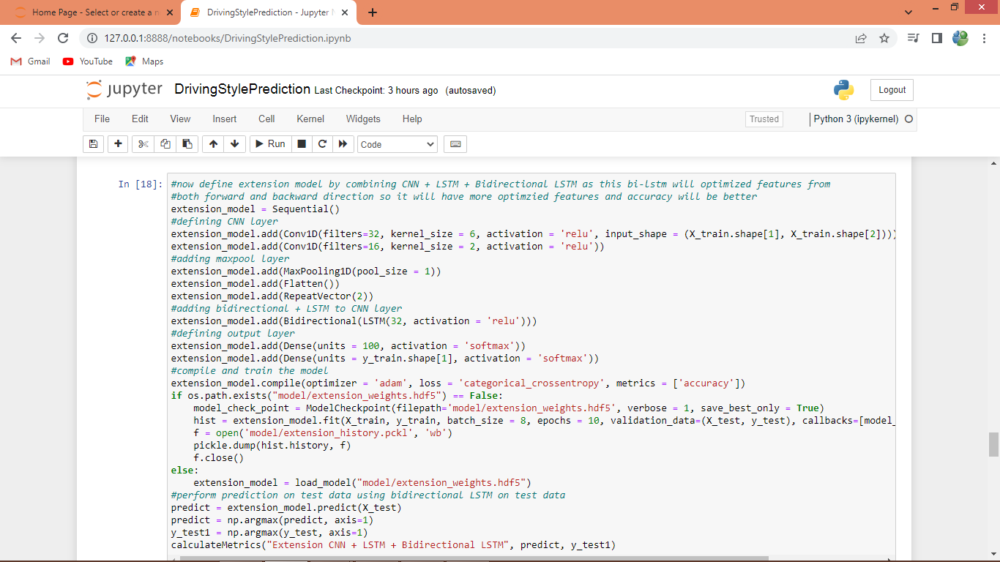 Home Page - Select or create a n
DrivingStylePrediction - Jupyter N
127.0.0.1:8888/notebooks/DrivingStylePrediction.ipynb
Gmail YouTube Maps
jupyter DrivingStylePrediction Last Checkpoint: 3 hours ago (autosaved)
Logout
File Edit View Insert Cell Kernel Widgets Help
Trusted
Python 3 (ipykernel)
Run
Code
In [18]:
#now define extension model by combining CNN + LSTM + Bidirectional LSTM as this bi-lstm will optimized features from
#both forward and backward direction so it will have more optimzied features and accuracy will be better
extension_model = Sequential()
#defining CNN layer
extension_model.add(Conv1D(filters=32, kernel_size = 6, activation = 'relu', input_shape = (X_train.shape[1], X_train.shape[2])))
extension_model.add(Conv1D(filters=16, kernel_size = 2, activation = 'relu'))
#adding maxpool layer
extension_model.add(MaxPooling1D(pool_size = 1))
extension_model.add(Flatten())
extension_model.add(RepeatVector(2))
#adding bidirectional + LSTM to CNN layer
extension_model.add(Bidirectional(LSTM(32, activation = 'relu')))
#defining output layer
extension_model.add(Dense(units = 100, activation = 'softmax'))
extension_model.add(Dense(units = y_train.shape[1], activation = 'softmax'))
#compile and train the model
extension_model.compile(optimizer = 'adam', loss = 'categorical_crossentropy', metrics = ['accuracy'])
if os.path.exists("model/extension_weights.hdf5") == False:
    model_check_point = ModelCheckpoint(filepath='model/extension_weights.hdf5', verbose = 1, save_best_only = True)
    hist = extension_model.fit(X_train, y_train, batch_size = 8, epochs = 10, validation_data=(X_test, y_test), callbacks=[model_
    f = open('model/extension_history.pckl', 'wb')
    pickle.dump(hist.history, f)
    f.close()
else:
    extension_model = load_model("model/extension_weights.hdf5")
#perform prediction on test data using bidirectional LSTM on test data
predict = extension_model.predict(X_test)
predict = np.argmax(predict, axis=1)
y_test1 = np.argmax(y_test, axis=1)
calculateMetrics("Extension CNN + LSTM + Bidirectional LSTM", predict, y_test1)